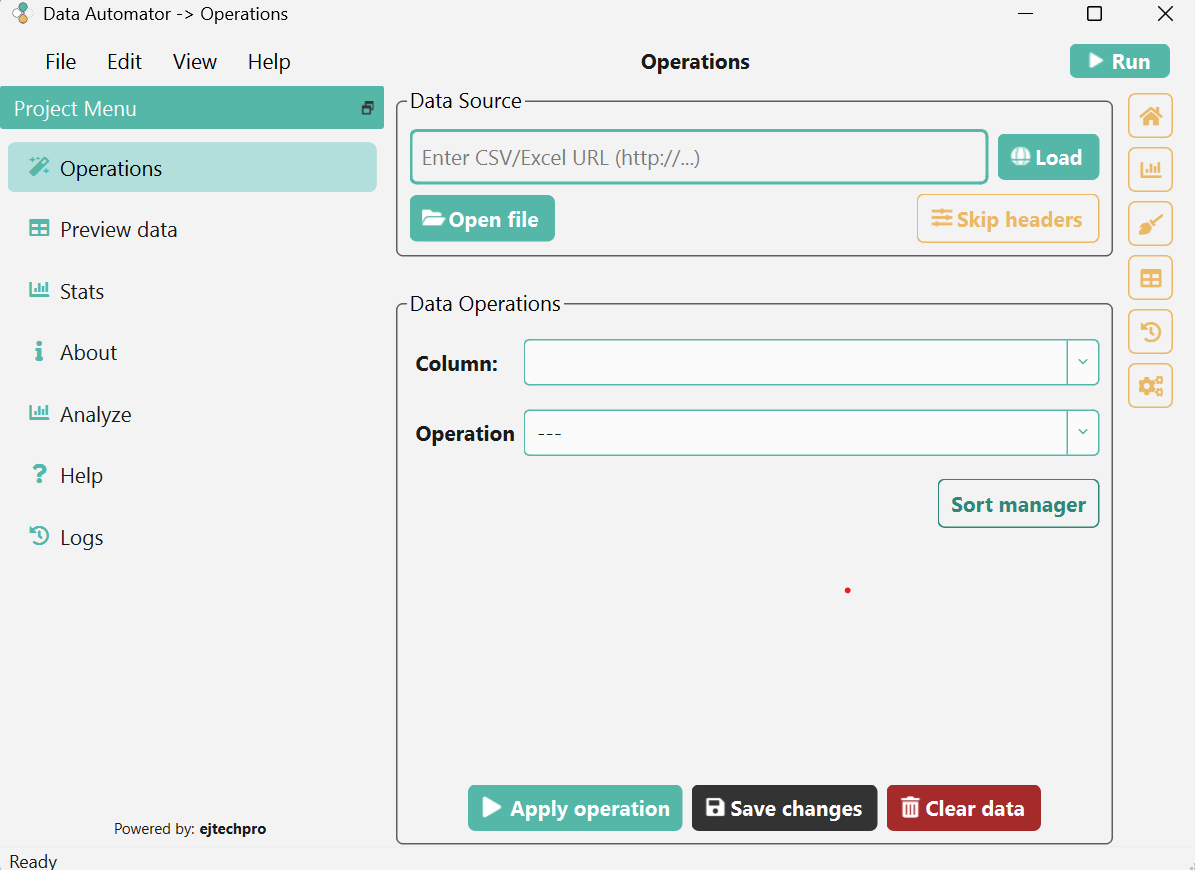 Data Automator -> Operations
File Edit View Help
Operations
Run
Project Menu
Operations
Preview data
Stats
About
Analyze
Help
Logs
Powered by: ejtechpro
Data Source
Enter CSV/Excel URL (http://...)
Load
Open file
Skip headers
Data Operations
Column:
Operation ---
Sort manager
Apply operation
Save changes
Clear data
Ready